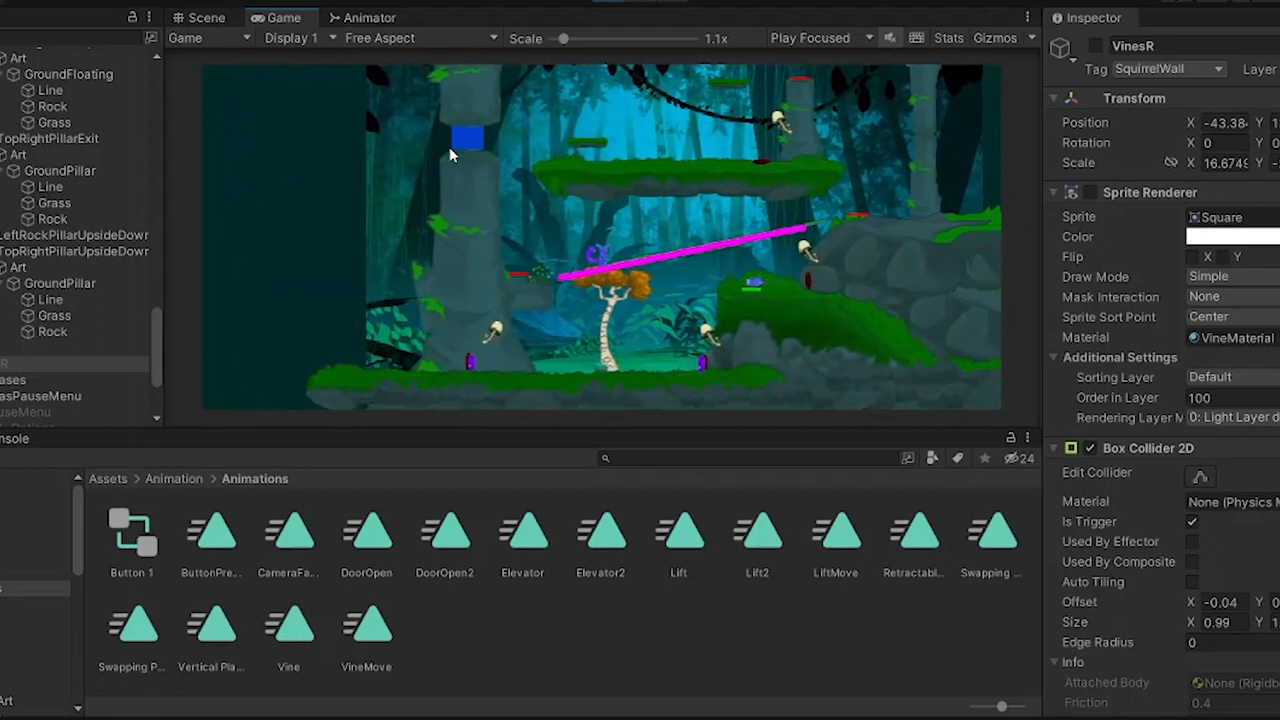 Scene
Game
Animator
Game
Display 1
Free Aspect
Scale
1.1x
Play Focused
Stats
Gizmos
Art
GroundFloating
Line
Rock
Grass
TopRightPillarExit
Art
GroundPillar
Line
Grass
Rock
LeftRockPillarUpsideDown
TopRightPillarUpsideDown
Art
GroundPillar
Line
Grass
Rock
R
ases
asPauseMenu
useMenu
Inspector
VinesR
Tag SquirrelWall Layer
Transform
Position X -43.384 Y
Rotation X 0 Y 0
Scale X 16.6749 Y
Sprite Renderer
Sprite Square
Color
Flip X Y
Draw Mode Simple
Mask Interaction None
Sprite Sort Point Center
Material VineMaterial
Additional Settings
Sorting Layer Default
Order in Layer 100
Rendering Layer M 0: Light Layer d
Box Collider 2D
Edit Collider
Material None (Physics M
Is Trigger
Used By Effector
Used By Composite
Auto Tiling
Offset X -0.04 Y 0
Size X 0.99 Y 1
Edge Radius 0
Info
Attached Body None (Rigidb
Friction 0.4
onsole
24
Assets > Animation > Animations
Button 1
ButtonPre...
CameraFa...
DoorOpen
DoorOpen2
Elevator
Elevator2
Lift
Lift2
LiftMove
Retractabl...
Swapping ...
Swapping P...
Vertical Pla...
Vine
VineMove
Art